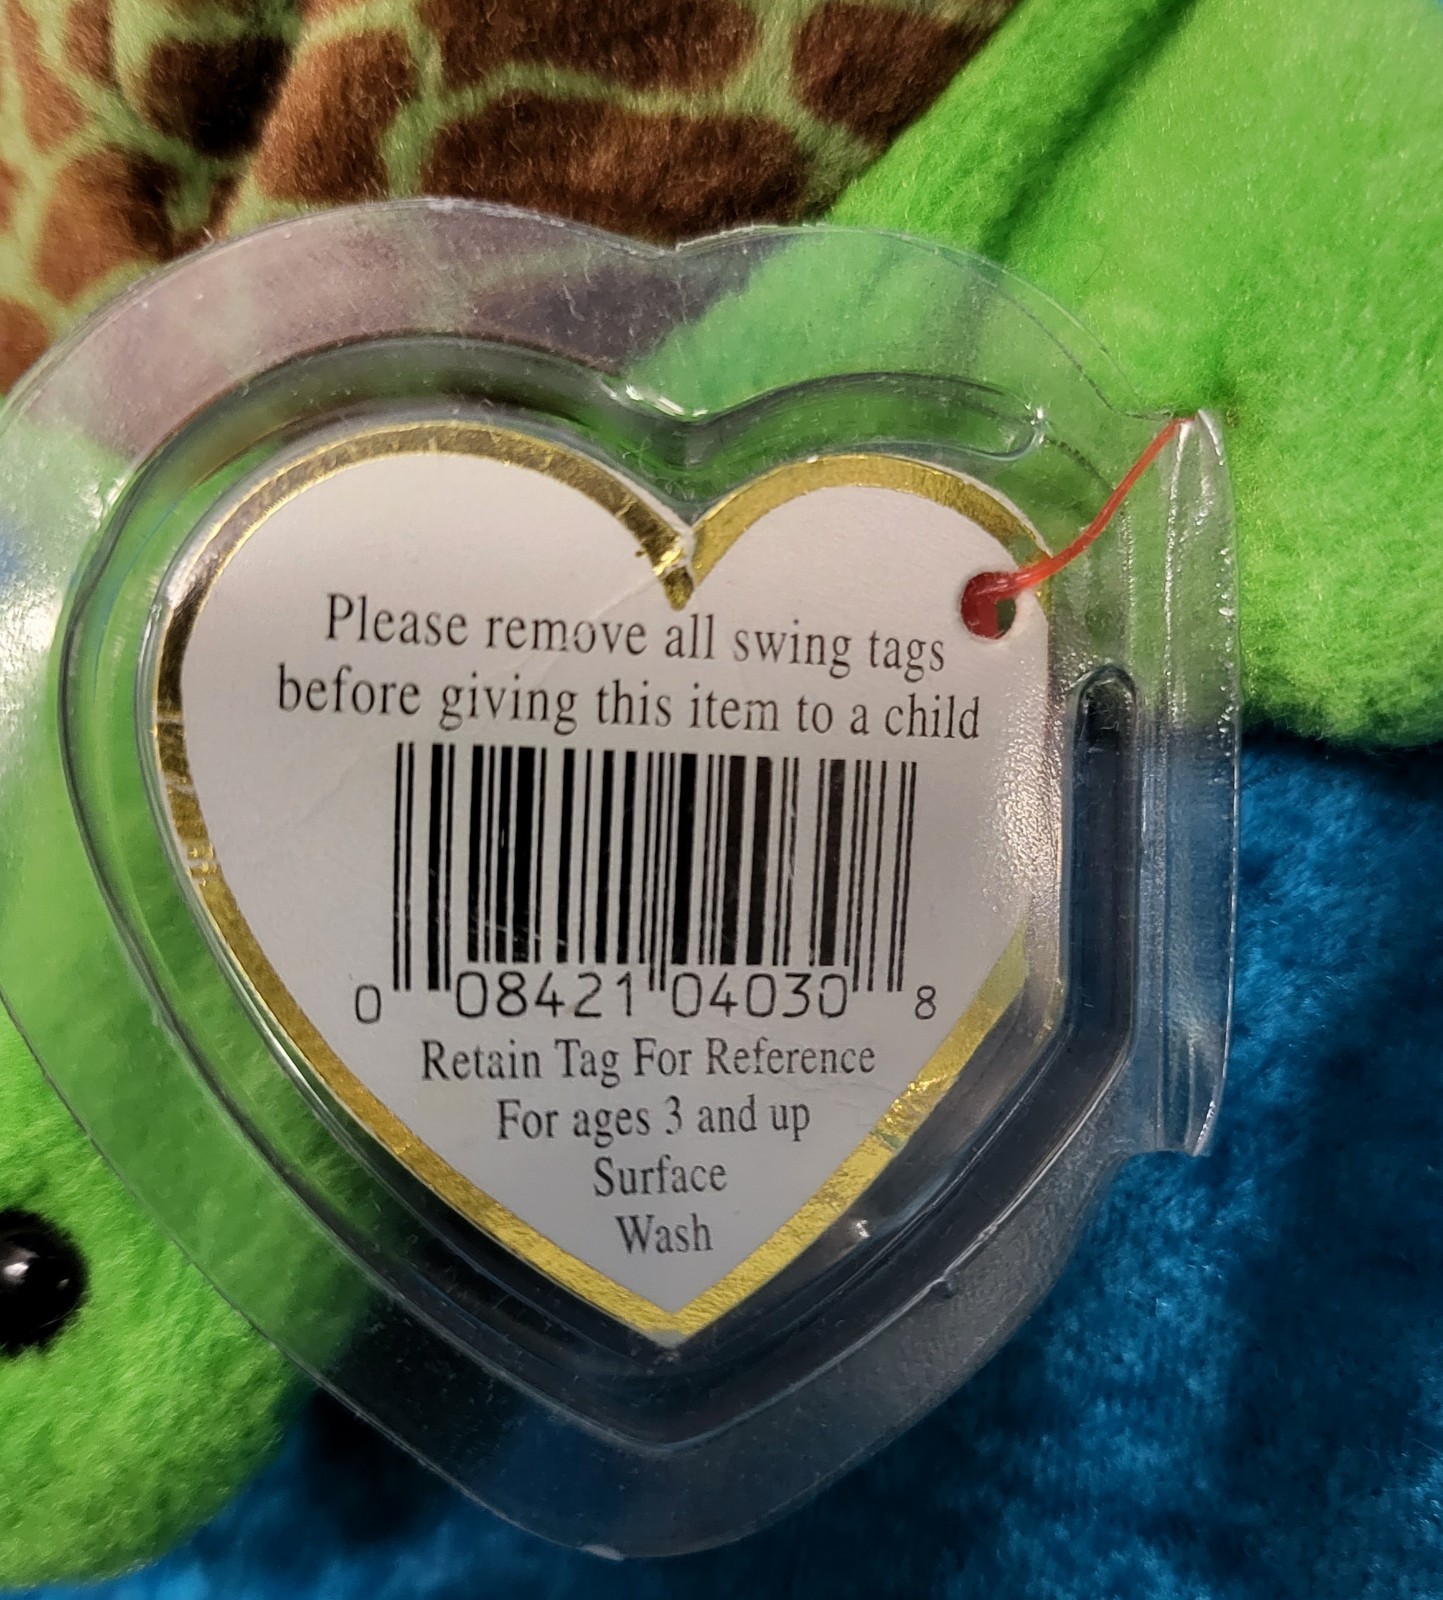 Please remove all swing tags
before giving this item to a child
0 08421 04030 8
Retain Tag For Reference
For ages 3 and up
Surface
Wash